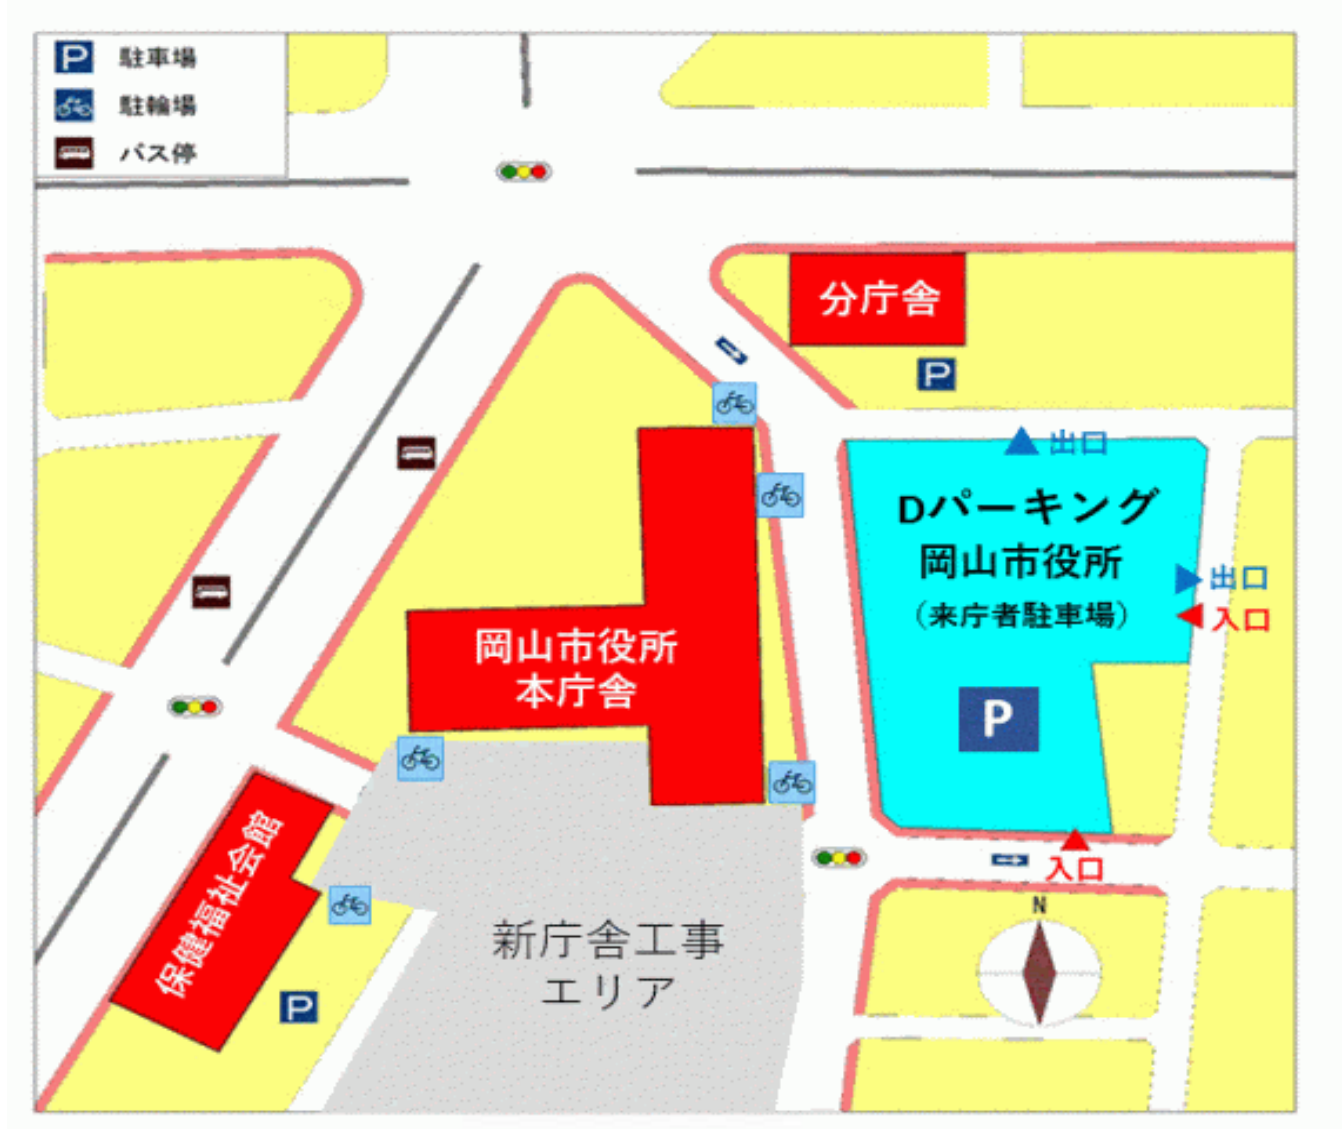 P 駐車場
駐輪場
バス停
分庁舎
P
出口
Dパーキング
岡山市役所
(来庁者駐車場)
出口
入口
P
岡山市役所
本庁舎
入口
保健福祉会館
P
新庁舎工事
エリア
N